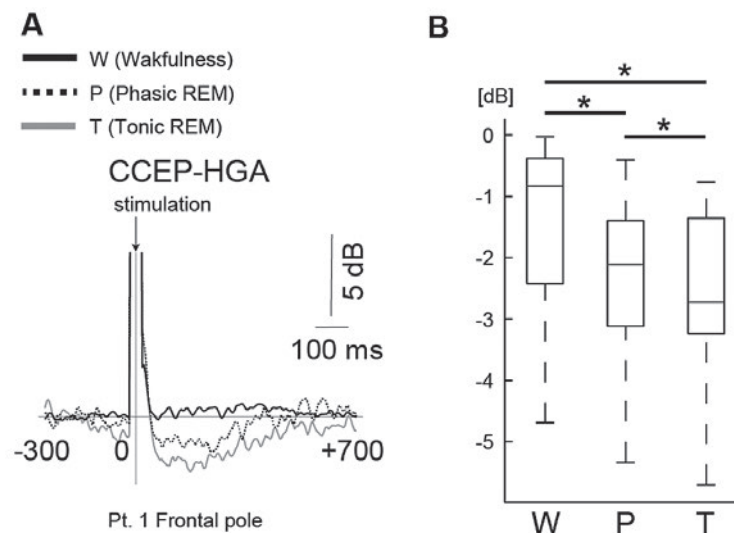 A
W (Wakfulness)
P (Phasic REM)
T (Tonic REM)
CCEP-HGA
stimulation
5 dB
100 ms
-300
0
+700
Pt. 1 Frontal pole
B
*
[dB]
*
*
0
-1
-2
-3
-4
-5
W P T